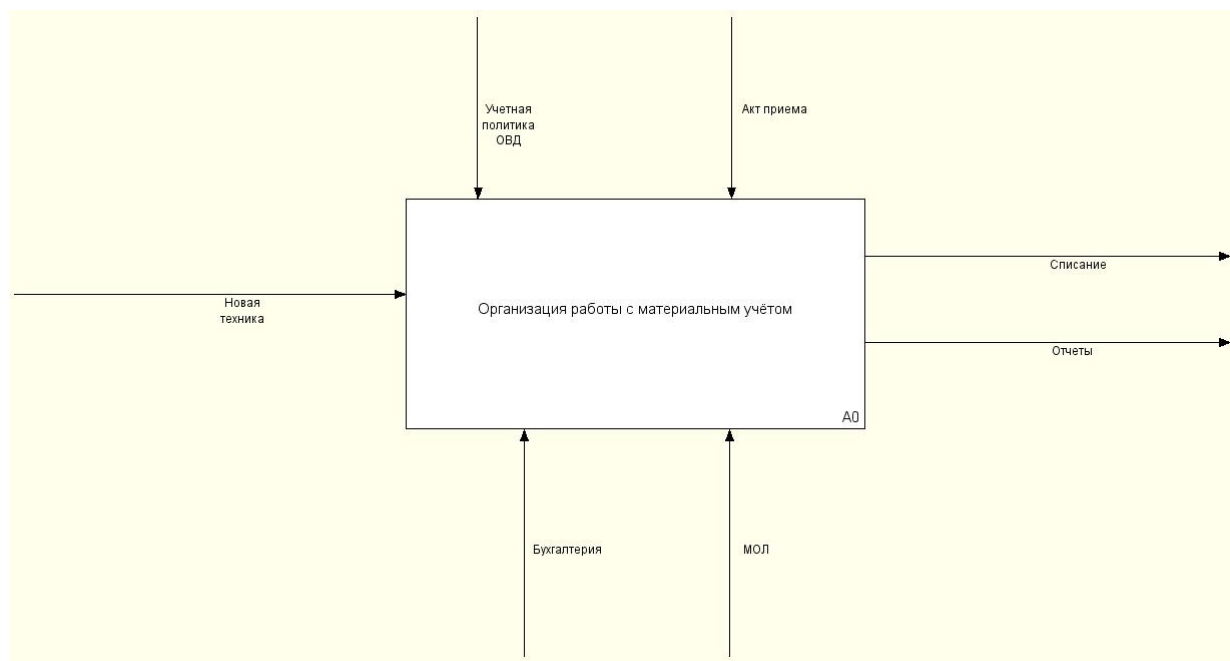 Учетная
политика
ОВД
Акт приема
Списание
Новая
техника
Организация работы с материальным учётом
Отчеты
A0
Бухгалтерия
МОЛ